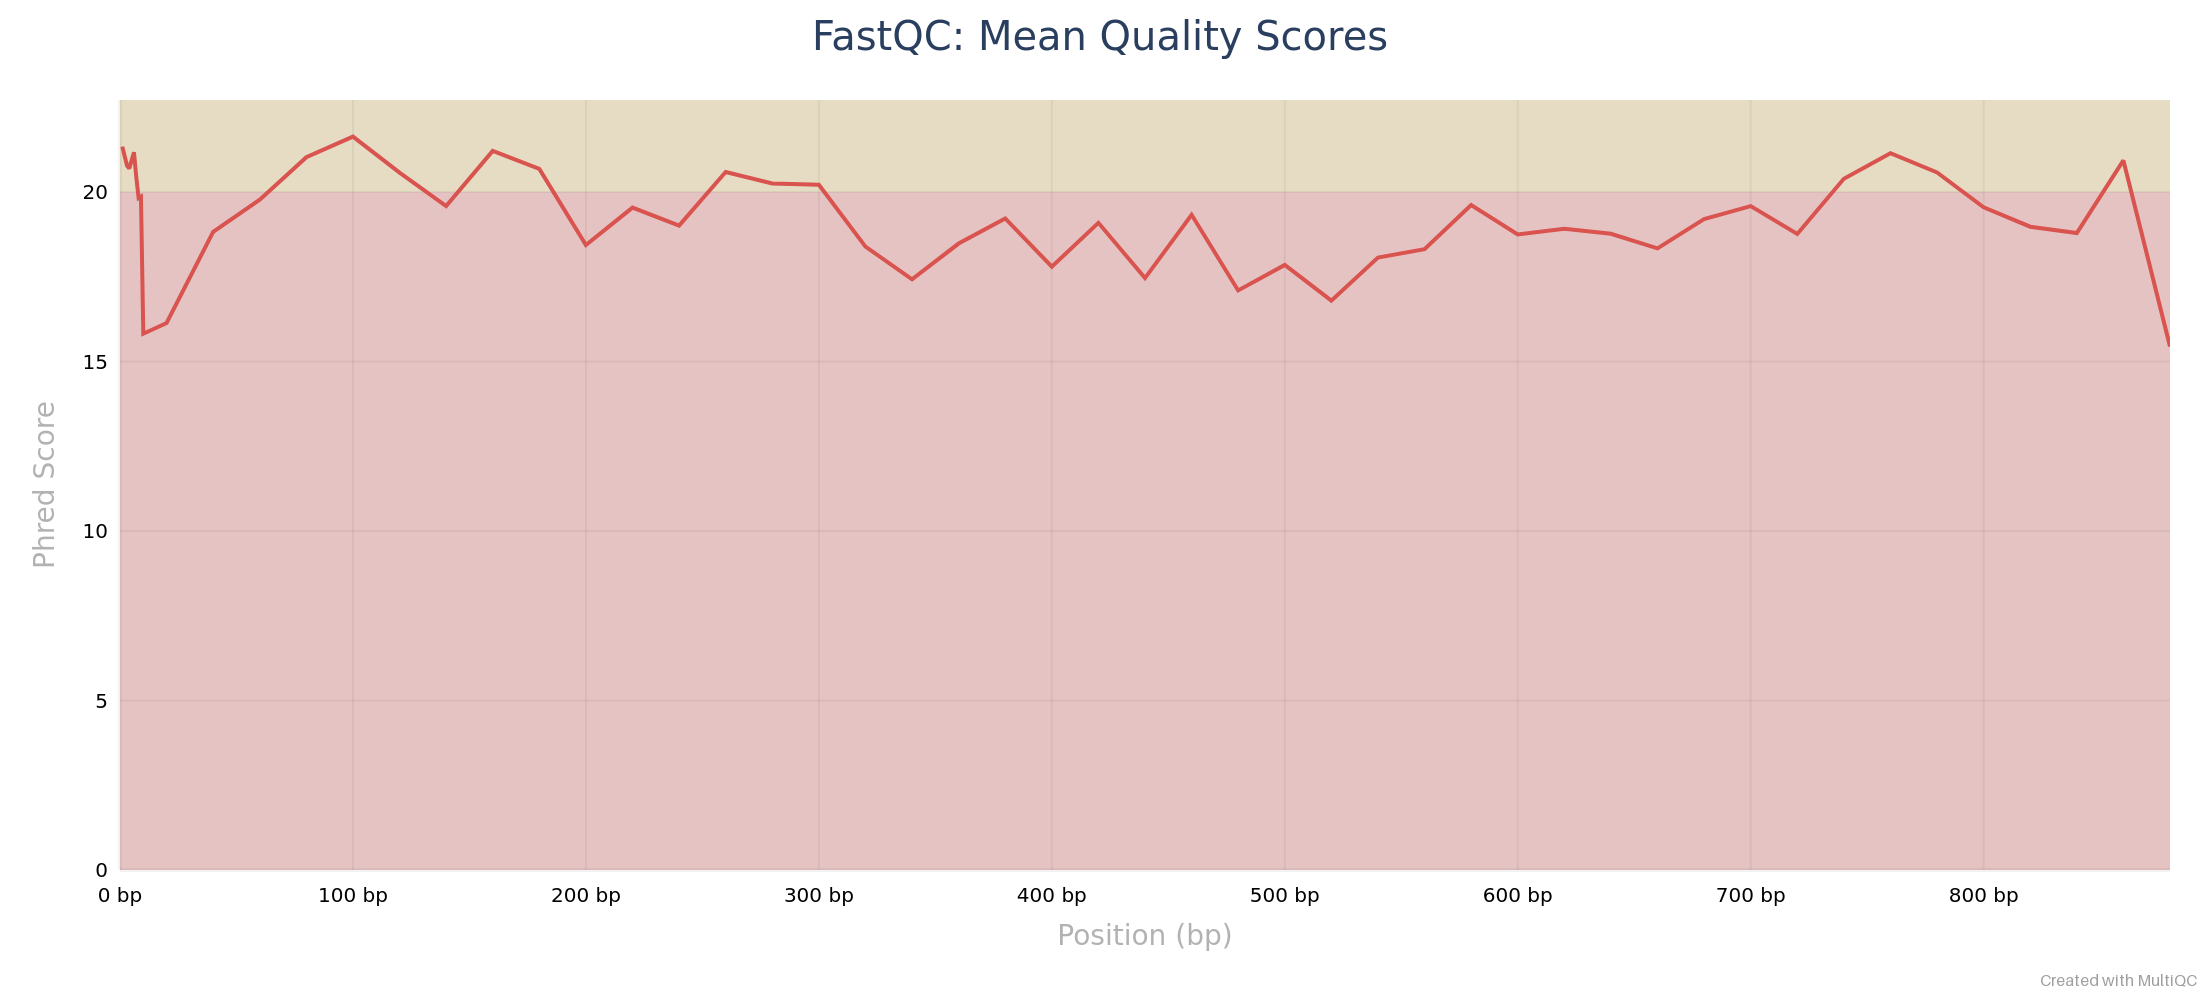 FastQC: Mean Quality Scores
Phred Score
20
15
10
5
0
0 bp 100 bp 200 bp 300 bp 400 bp 500 bp 600 bp 700 bp 800 bp
Position (bp)
Created with MultiQC